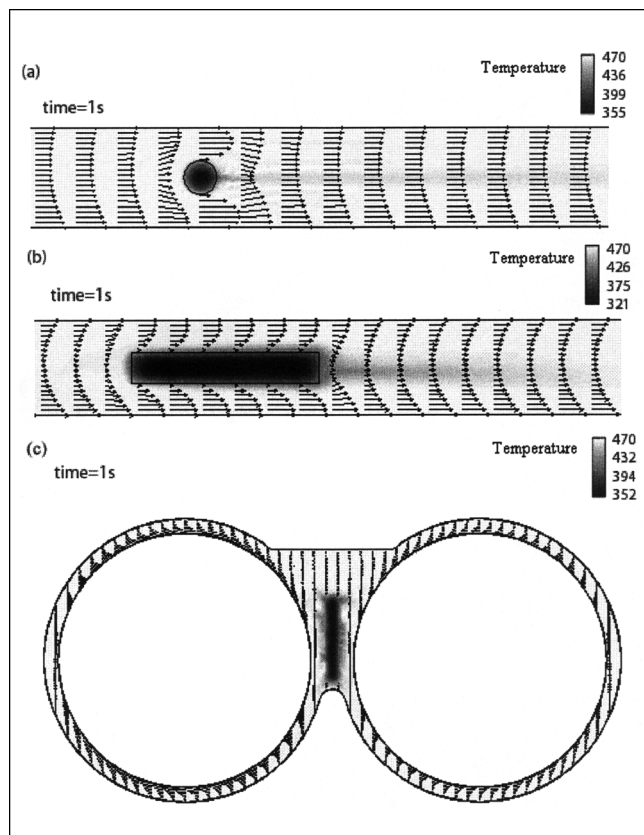 (a)
Temperature
470
436
399
355
time=1s
(b)
Temperature
470
426
375
321
time=1s
(c)
Temperature
470
432
394
352
time=1s